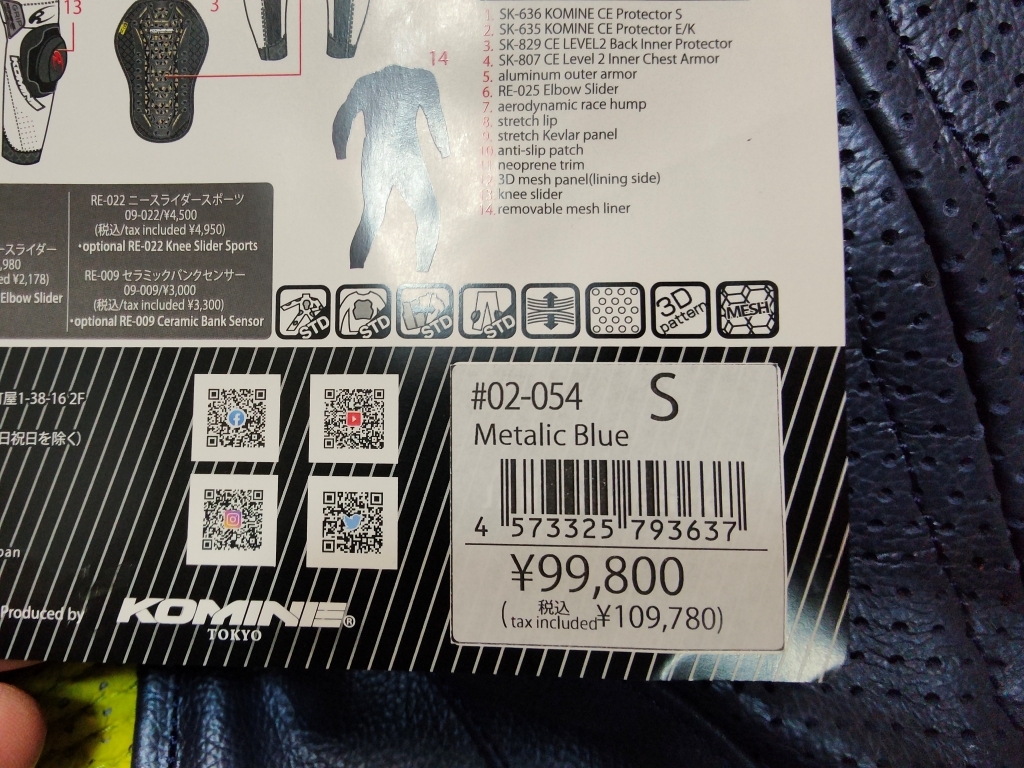 13
3
14
1. SK-636 KOMINE CE Protector S
2. SK-635 KOMINE CE Protector E/K
3. SK-829 CE LEVEL2 Back Inner Protector
4. SK-807 CE Level 2 Inner Chest Armor
5. aluminum outer armor
6. RE-025 Elbow Slider
7. aerodynamic race hump
8. stretch lip
9. stretch Kevlar panel
10 anti-slip patch
11 neoprene trim
12 3D mesh panel(lining side)
13 knee slider
14. removable mesh liner
ースライダー
,980
ed ¥2,178)
Elbow Slider
RE-022 ニースライダースポーツ
09-022/¥4,500
(税込/tax included ¥4,950)
・optional RE-022 Knee Slider Sports
RE-009 セラミックバンクセンサー
09-009/¥3,000
(税込/tax included ¥3,300)
・optional RE-009 Ceramic Bank Sensor
STD
STD
STD
STD
3D pattern
MESH
町屋1-38-16 2F
日祝日を除く)
pan
Produced by
KOMINE®
TOKYO
#02-054 S
Metalic Blue
4 573325 793637
¥99,800
(税込 tax included ¥109,780)